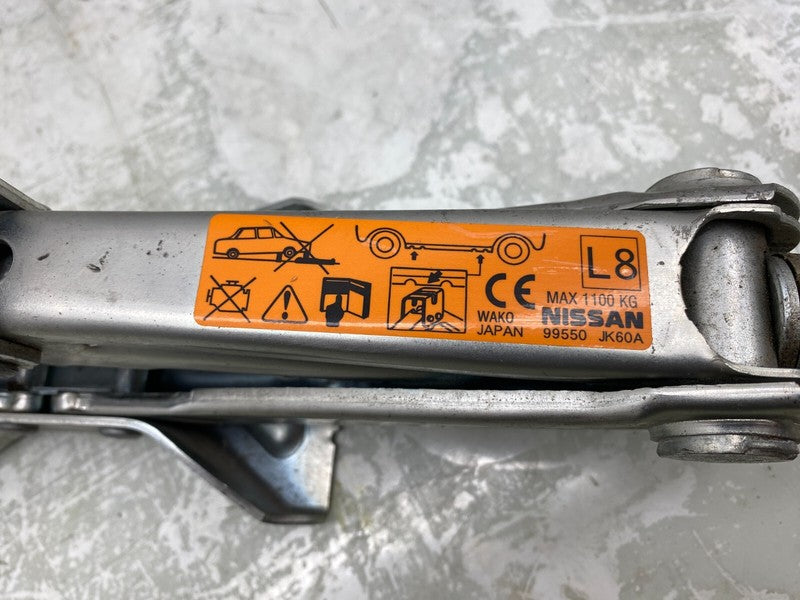 L8
CE
MAX 1100 KG
WAKO NISSAN
JAPAN 99550 JK60A